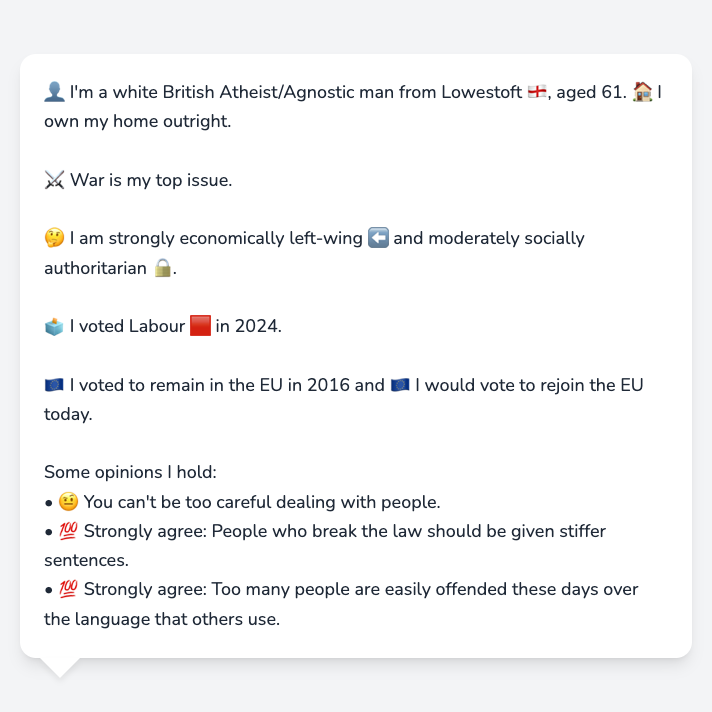 👤 I'm a white British Atheist/Agnostic man from Lowestoft 🏴󠁧󠁢󠁥󠁮󠁧󠁿, aged 61. 🏠 I
own my home outright.
⚔️ War is my top issue.
🤔 I am strongly economically left-wing ⬅️ and moderately socially
authoritarian 🔒.
🗳️ I voted Labour 🟥 in 2024.
🇪🇺 I voted to remain in the EU in 2016 and 🇪🇺 I would vote to rejoin the EU
today.
Some opinions I hold:
• 🤨 You can't be too careful dealing with people.
• 💯 Strongly agree: People who break the law should be given stiffer
sentences.
• 💯 Strongly agree: Too many people are easily offended these days over
the language that others use.